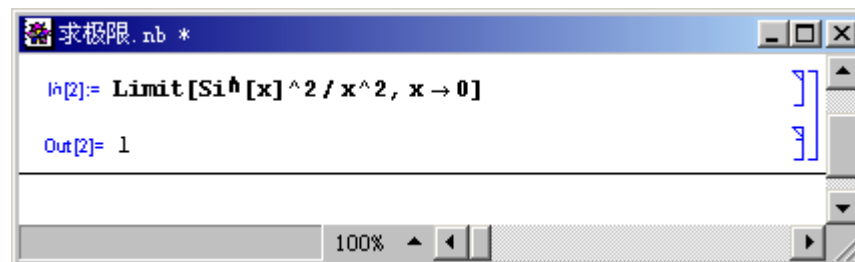 求极限.nb *
In[2]:= Limit[Sin[x]^2/x^2, x→0]
Out[2]= 1
100%